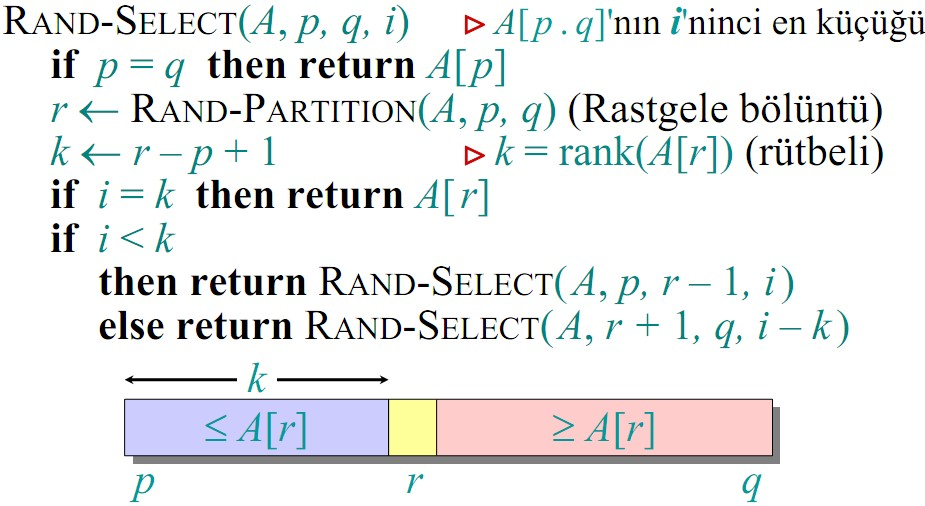 RAND-SELECT(A, p, q, i) ▷ A[p . q]'nın i'ninci en küçüğü
if p = q then return A[p]
r ← RAND-PARTITION(A, p, q) (Rastgele bölüntü)
k ← r – p + 1 ▷ k = rank(A[r]) (rütbeli)
if i = k then return A[r]
if i < k
then return RAND-SELECT(A, p, r – 1, i)
else return RAND-SELECT(A, r + 1, q, i – k)
k
≤ A[r] ≥ A[r]
p r q